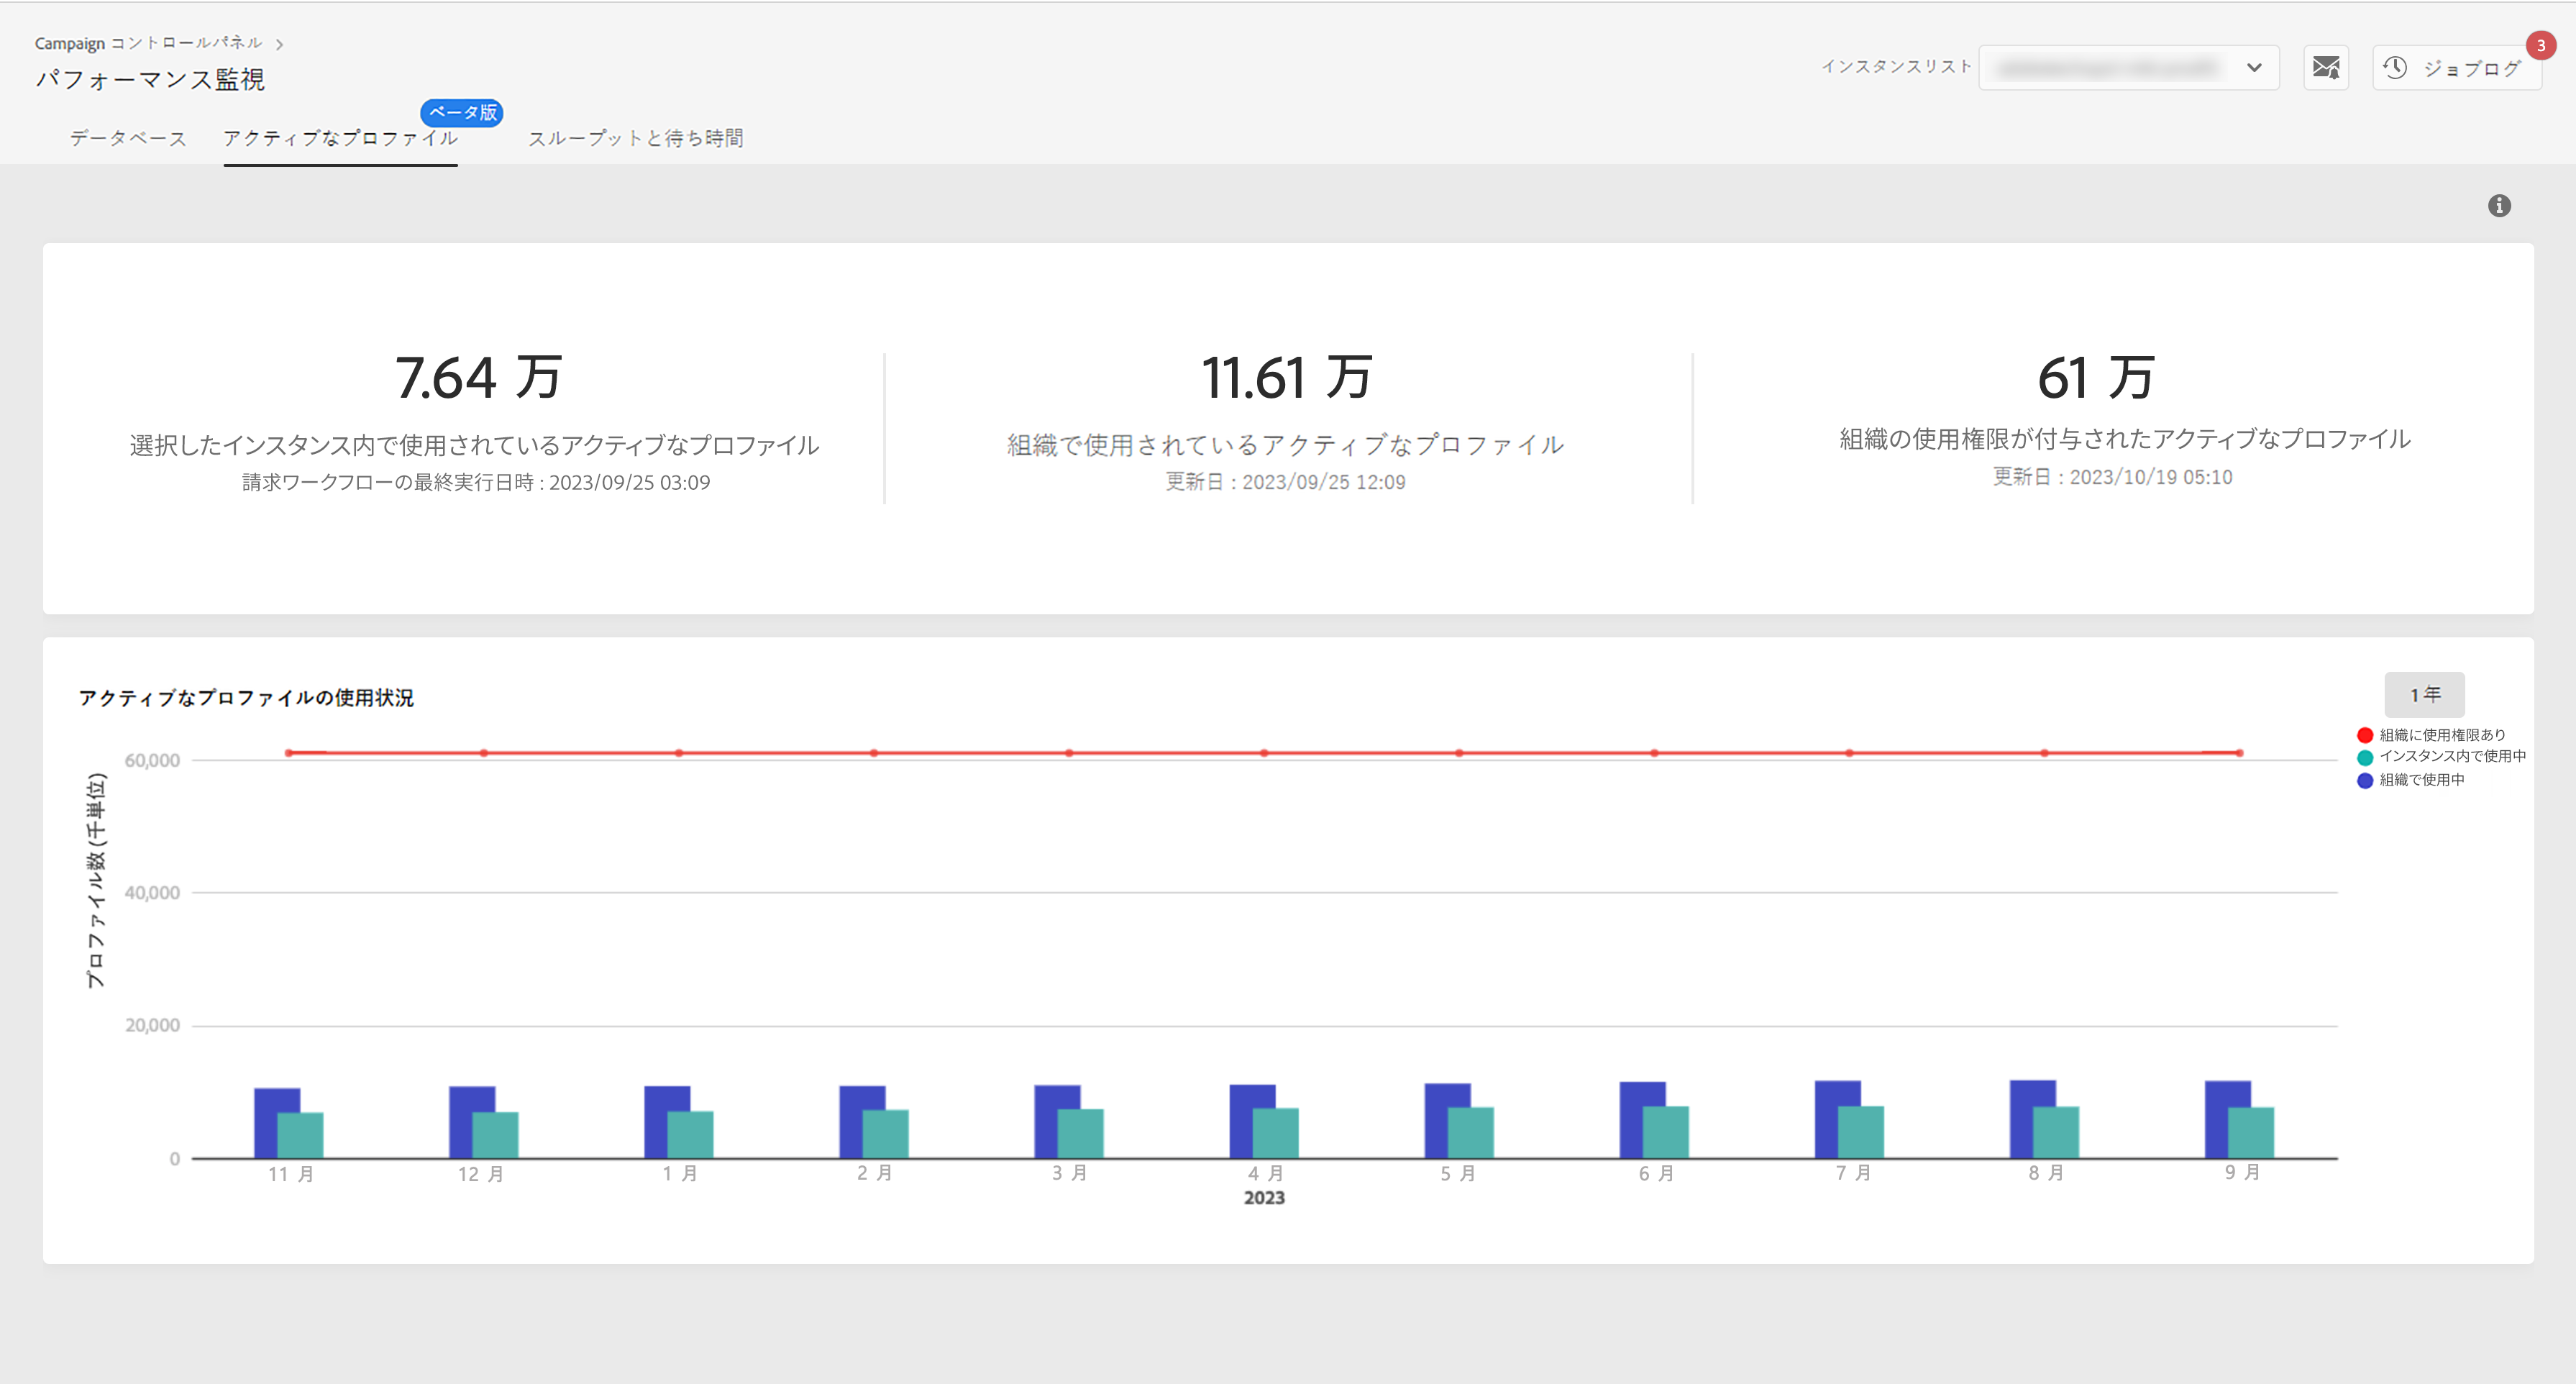 Campaign コントロールパネル
パフォーマンス監視
インスタンスリスト
ジョブログ
3
ベータ版
データベース
アクティブなプロファイル
スループットと待ち時間
7.64 万
選択したインスタンス内で使用されているアクティブなプロファイル
請求ワークフローの最終実行日時 : 2023/09/25 03:09
11.61 万
組織で使用されているアクティブなプロファイル
更新日 : 2023/09/25 12:09
61 万
組織の使用権限が付与されたアクティブなプロファイル
更新日 : 2023/10/19 05:10
アクティブなプロファイルの使用状況
1 年
組織に使用権限あり
インスタンス内で使用中
組織で使用中
プロファイル数 (千単位)
60,000
40,000
20,000
0
11 月
12 月
1 月
2 月
3 月
4 月
5 月
6 月
7 月
8 月
9 月
2023